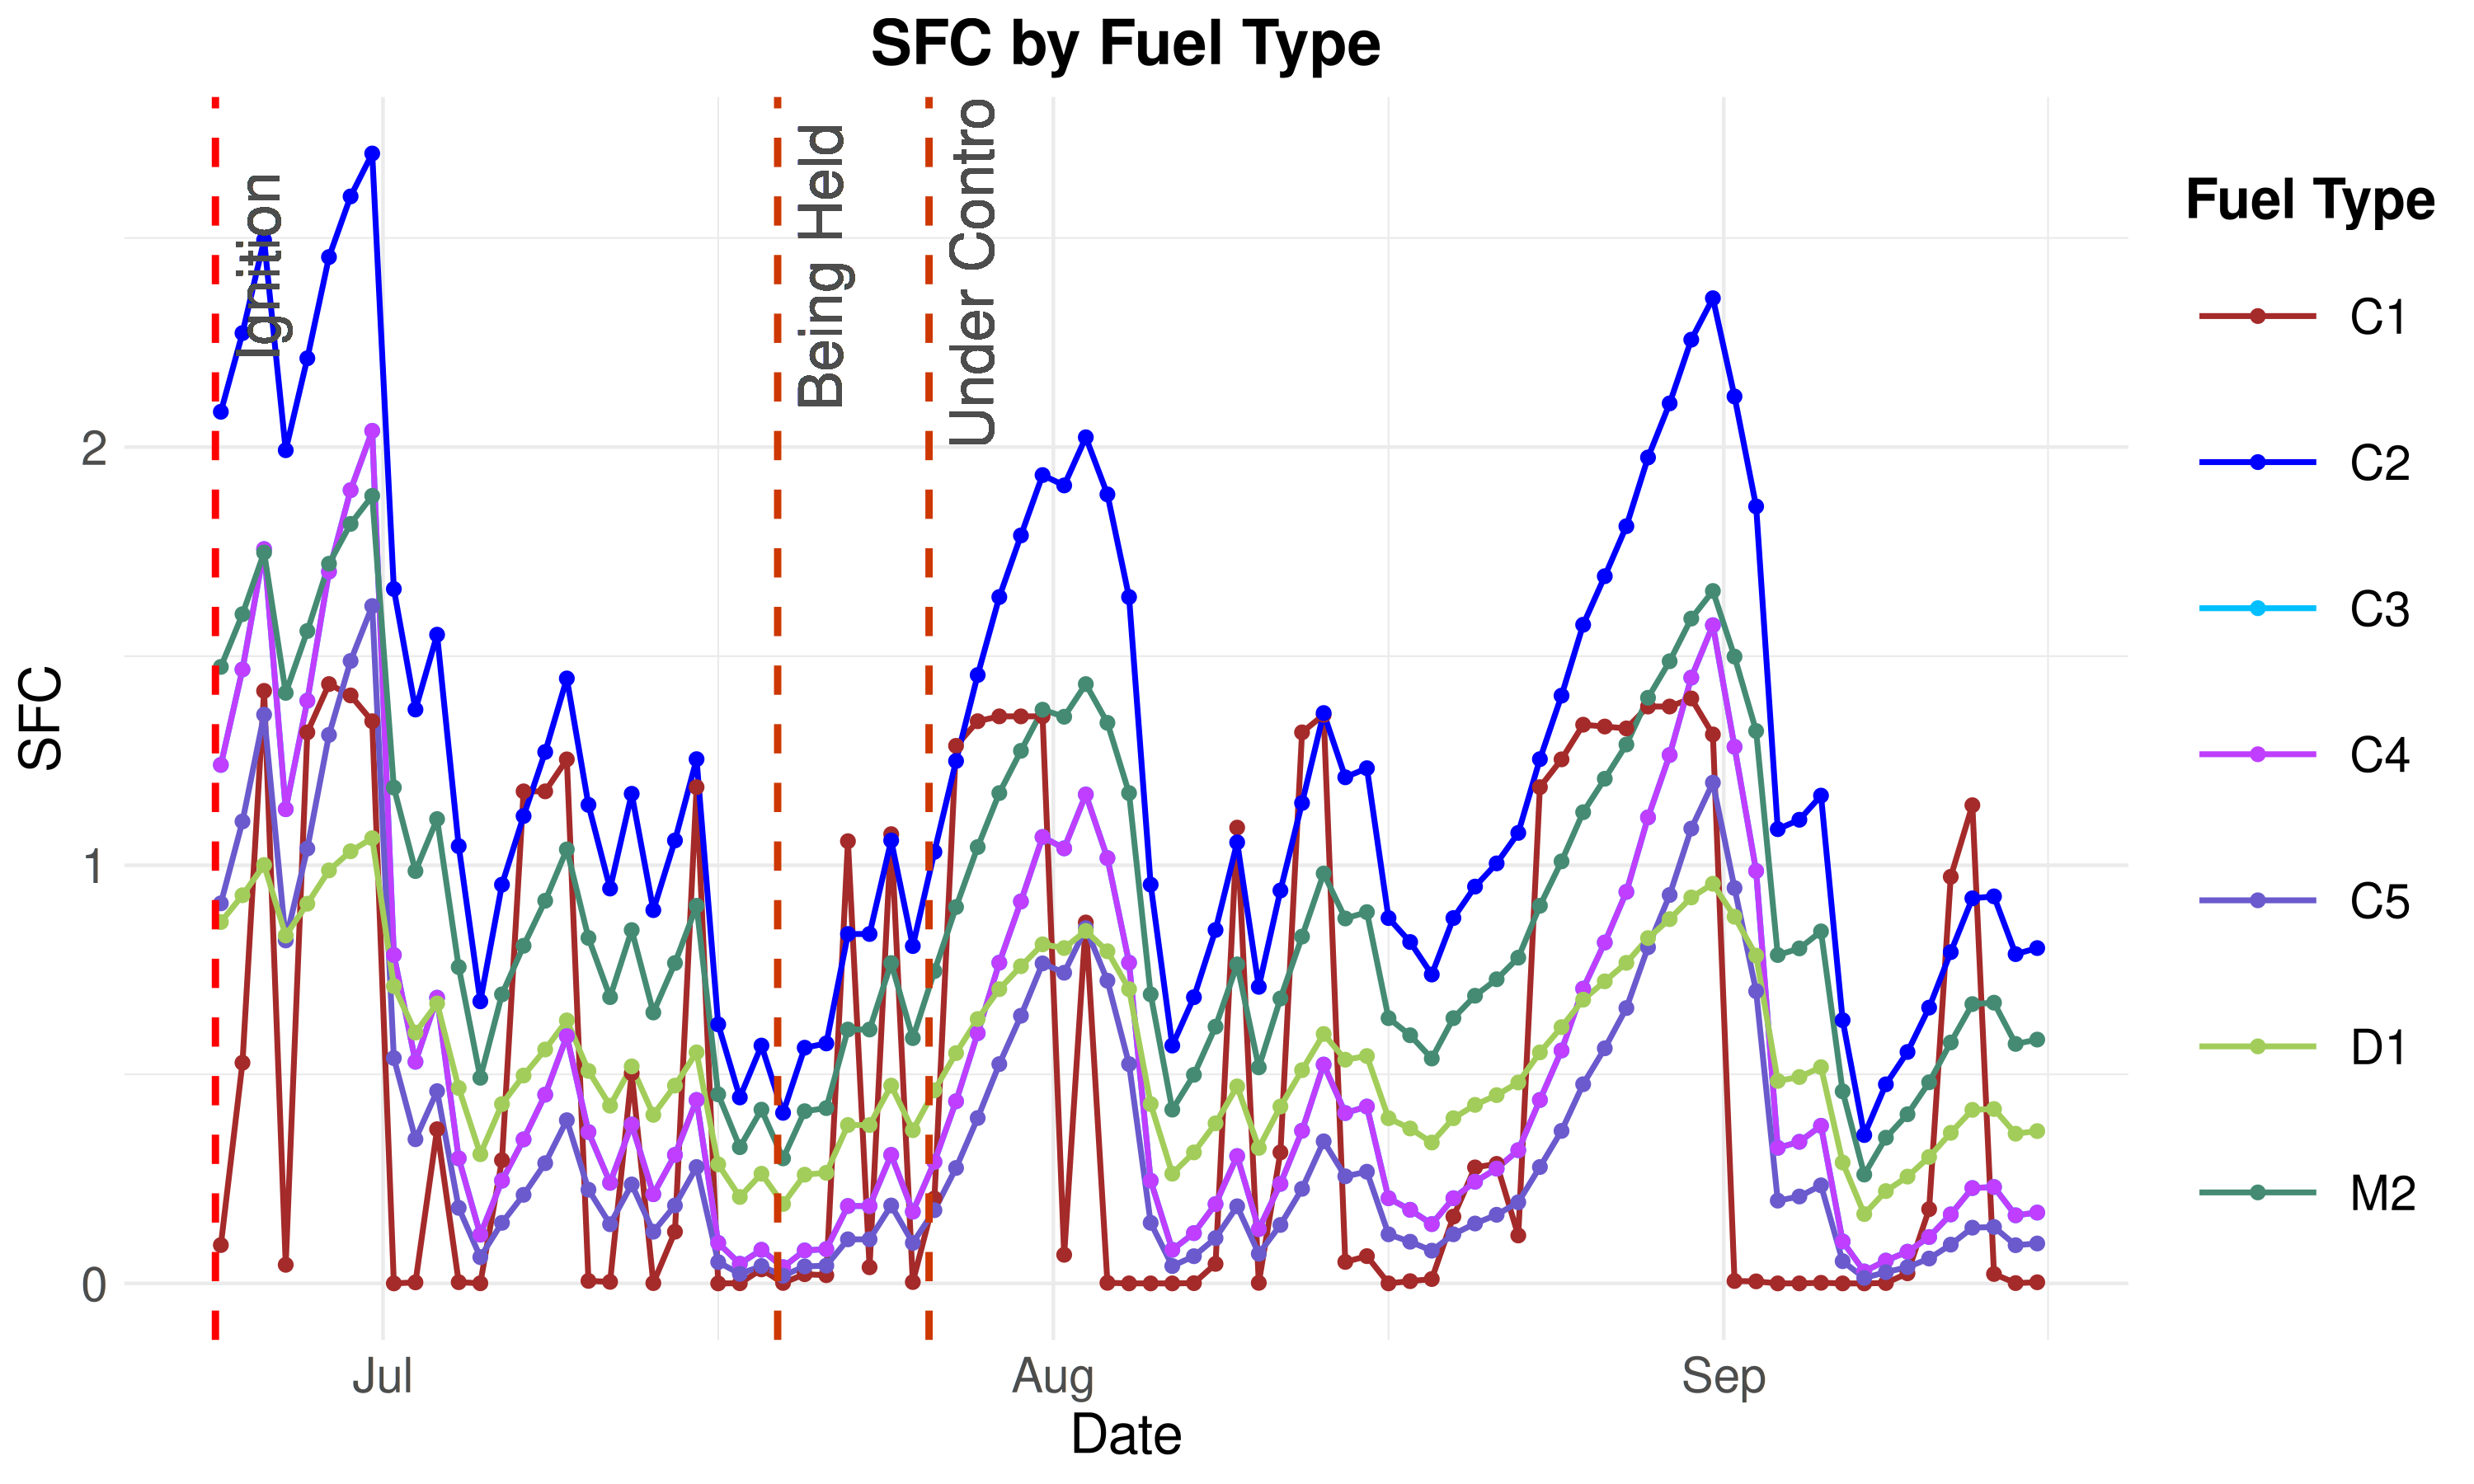 SFC by Fuel Type
Ignition
Being Held
Under Contro
SFC
2
1
0
Jul
Aug
Sep
Date
Fuel Type
C1
C2
C3
C4
C5
D1
M2